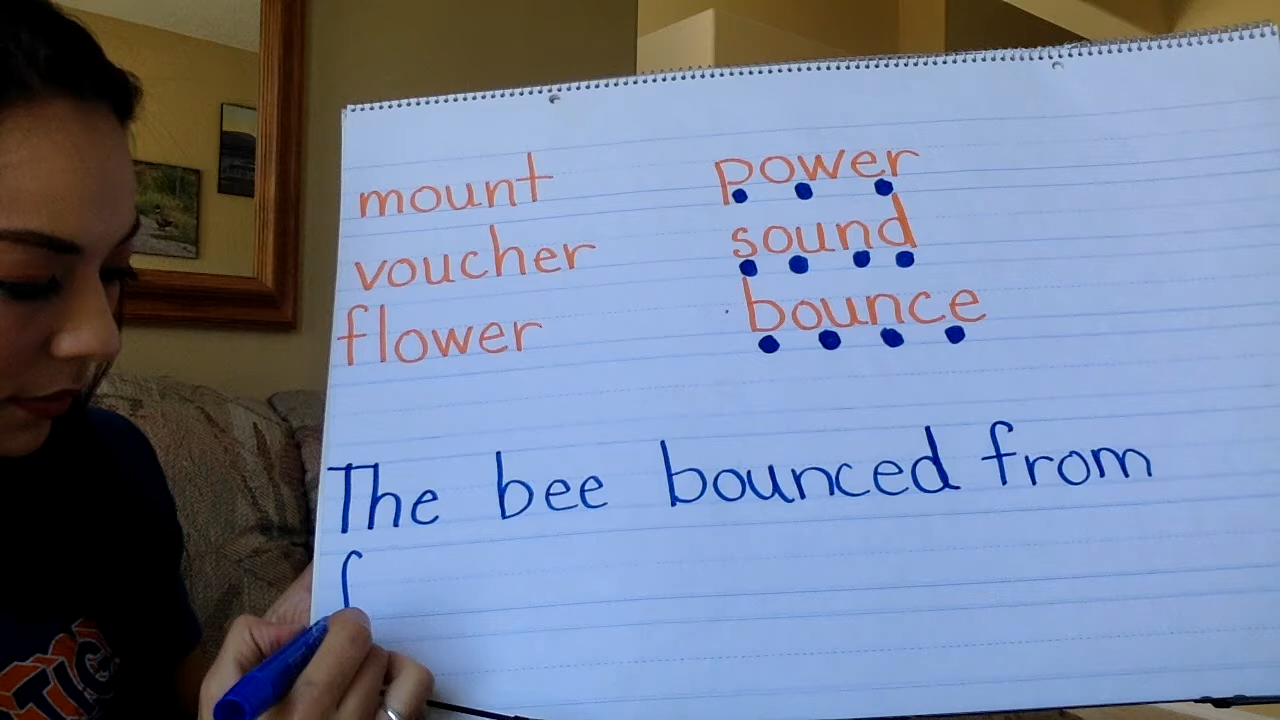 mount
voucher
flower
power
sound
bounce
The bee bounced from
f